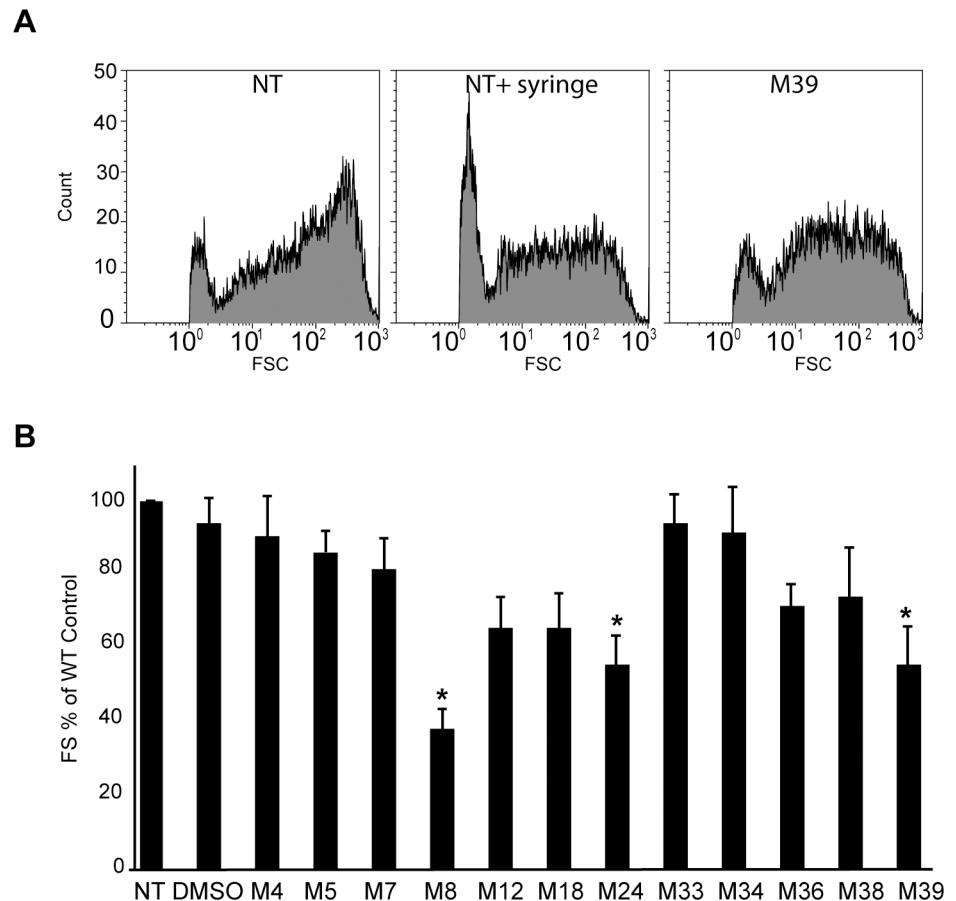 A
NT
NT+ syringe
M39
50
40
30
20
10
0
Count
10⁰ 10¹ 10² 10³
10⁰ 10¹ 10² 10³
10⁰ 10¹ 10² 10³
FSC
FSC
FSC
B
100
80
60
40
20
0
FS % of WT Control
*
*
*
NT DMSO M4 M5 M7 M8 M12 M18 M24 M33 M34 M36 M38 M39